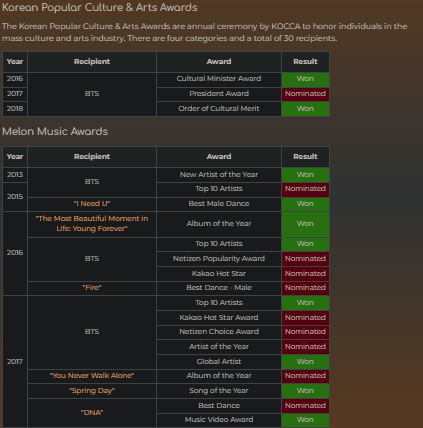 Korean Popular Culture & Arts Awards
The Korean Popular Culture & Arts Awards are annual ceremony by KOCCA to honor individuals in the
mass culture and arts industry. There are four categories and a total of 30 recipients.
Year Recipient Award Result
2016 BTS Cultural Minister Award Won
2017 President Award Nominated
2018 Order of Cultural Merit Won
Melon Music Awards
Year Recipient Award Result
2013 BTS New Artist of the Year Won
2015 Top 10 Artists Nominated
"I Need U" Best Male Dance Won
2016 "The Most Beautiful Moment in
Life: Young Forever" Album of the Year Won
BTS Top 10 Artists Won
Netizen Popularity Award Nominated
Kakao Hot Star Nominated
"Fire" Best Dance - Male Nominated
2017 BTS Top 10 Artists Won
Kakao Hot Star Award Nominated
Netizen Choice Award Nominated
Artist of the Year Nominated
Global Artist Won
"You Never Walk Alone" Album of the Year Nominated
"Spring Day" Song of the Year Won
"DNA" Best Dance Nominated
Music Video Award Won